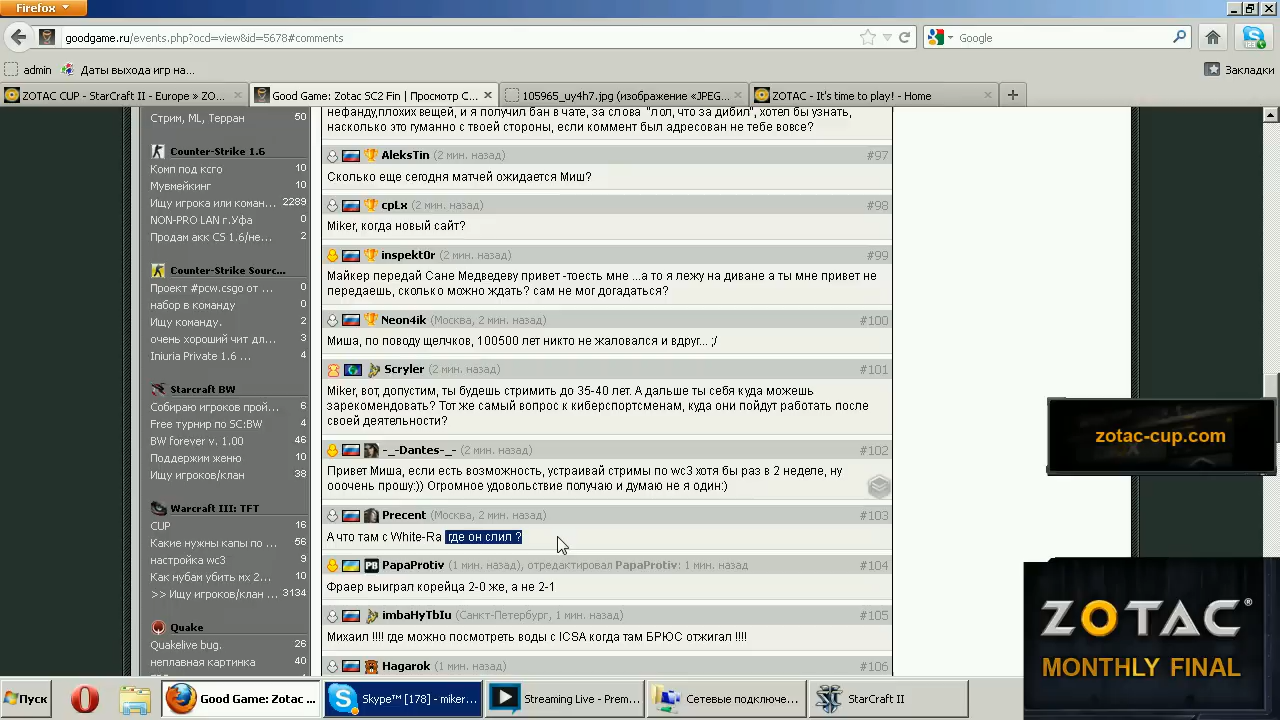 Firefox
goodgame.ru/events.php?ocd=view&id=5678#comments
Google
admin
Даты выхода игр на...
Закладки
ZOTAC CUP - StarCraft II - Europe » ZO...
Good Game: Zotac SC2 Fin | Просмотр С...
105965_uy4h7.jpg (изображение «JPEG...
ZOTAC - It's time to play! - Home
Стрим, ML, Терран 50
Counter-Strike 1.6
Комп под ксго 10
Мувмейкинг 10
Ищу игрока или коман... 2289
NON-PRO LAN г.Уфа 0
Продам акк CS 1.6/не... 2
Counter-Strike Sourc...
Проект #pcw.csgo от ... 0
набор в команду 0
Ищу команду. 2
очень хороший чит дл... 3
Iniuria Private 1.6 ... 4
Starcraft BW
Собираю игроков прой... 6
Free турнир по SC:BW 4
BW forever v. 1.00 46
Поддержим женю 10
Ищу игроков/клан 38
Warcraft III: TFT
CUP 16
Какие нужны капы по ... 56
настройка wc3 9
Как нубам убить мх 2... 10
>> Ищу игроков/клан ... 3134
Quake
Quakelive bug. 26
неплавная картинка 40
нефанду,плохих вещей, и я получил бан в чате, за слова "лол, что за дибил", хотел бы узнать,
насколько это гуманно с твоей стороны, если коммент был адресован не тебе вовсе?
AleksTin (2 мин. назад) #97
Сколько еще сегодня матчей ожидается Миш?
cpLx (2 мин. назад) #98
Miker, когда новый сайт?
inspekt0r (2 мин. назад) #99
Майкер передай Сане Медведеву привет -тоесть мне ...а то я лежу на диване а ты мне привет не
передаешь, сколько можно ждать? сам не мог догадаться?
Neon4ik (Москва, 2 мин. назад) #100
Миша, по поводу щелчков, 100500 лет никто не жаловался и вдруг... ;/
Scryler (2 мин. назад) #101
Miker, вот, допустим, ты будешь стримить до 35-40 лет. А дальше ты себя куда можешь
зарекомендовать? Тот же самый вопрос к киберспортсменам, куда они пойдут работать после
своей деятельности?
-_-Dantes-_- (2 мин. назад) #102
Привет Миша, если есть возможность, устраивай стримы по wc3 хотя бы раз в 2 неделе, ну
ооочень прошу:)) Огромное удовольствие получаю и думаю не я один:)
Precent (Москва, 2 мин. назад) #103
А что там с White-Ra где он слил ?
PapaProtiv (1 мин. назад), отредактировал PapaProtiv: 1 мин. назад #104
Фраер выиграл корейца 2-0 же, а не 2-1
imbaHyTbIu (Санкт-Петербург, 1 мин. назад) #105
Михаил !!!! где можно посмотреть воды с ICSA когда там БРЮС отжигал !!!!
Hagarok (1 мин. назад) #106
zotac-cup.com
ZOTAC®
MONTHLY FINAL
Пуск
Good Game: Zotac ...
Skype™ [178] - miker...
Streaming Live - Prem...
Сетевые подключе...
StarCraft II